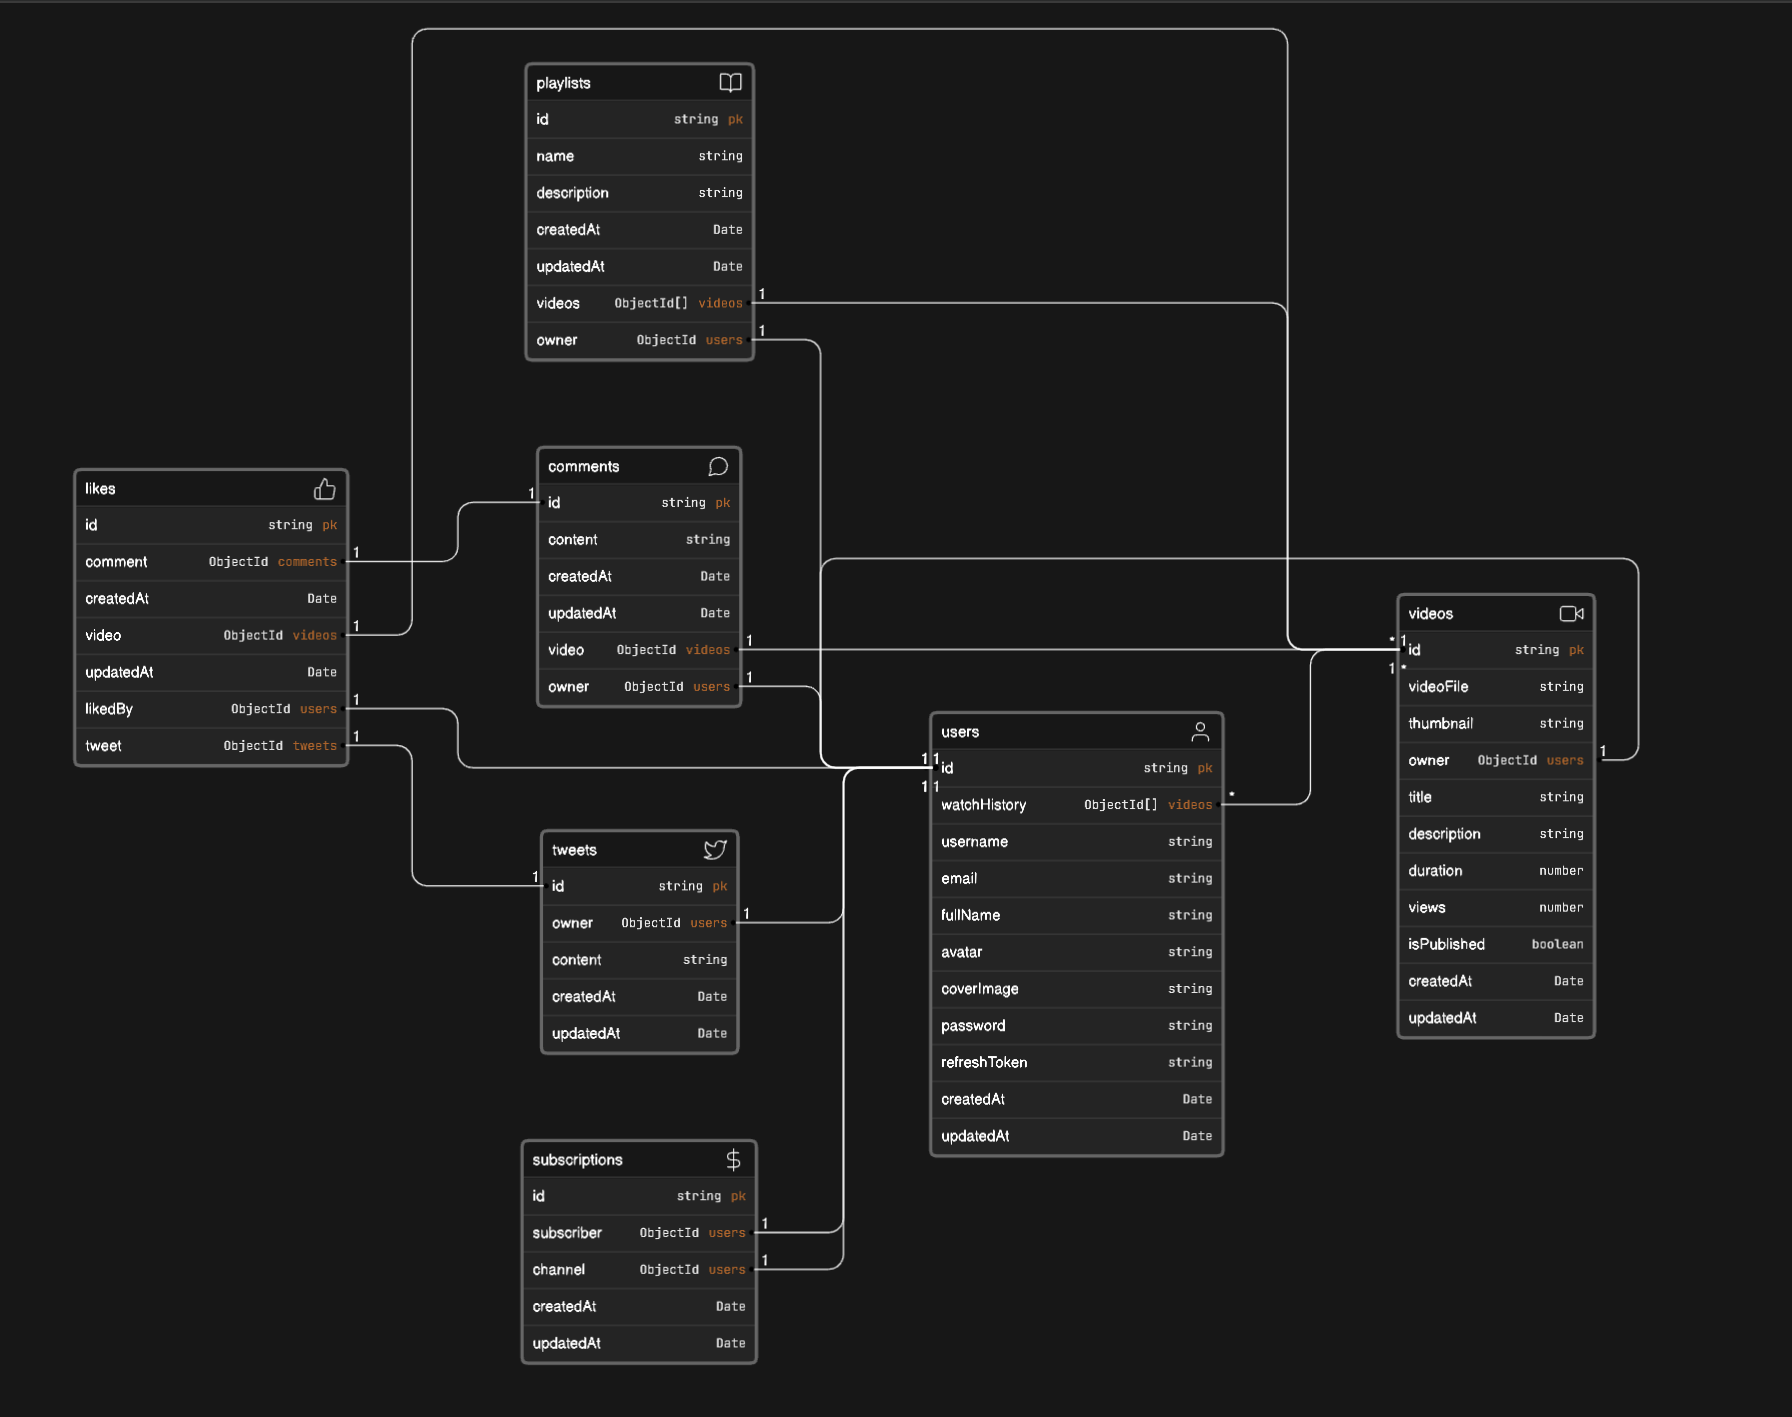 playlists
id string pk
name string
description string
createdAt Date
updatedAt Date
videos ObjectId[] videos 1
owner ObjectId users 1
likes
id string pk
comment ObjectId comments 1
createdAt Date
video ObjectId videos 1
updatedAt Date
likedBy ObjectId users 1
tweet ObjectId tweets 1
comments
1 id string pk
content string
createdAt Date
updatedAt Date
video ObjectId videos 1
owner ObjectId users 1
tweets
1 id string pk
owner ObjectId users 1
content string
createdAt Date
updatedAt Date
subscriptions
id string pk
subscriber ObjectId users 1
channel ObjectId users 1
createdAt Date
updatedAt Date
users
1 1
id string pk
1 1
watchHistory ObjectId[] videos *
username string
email string
fullName string
avatar string
coverImage string
password string
refreshToken string
createdAt Date
updatedAt Date
videos
* 1
id string pk
1 *
videoFile string
thumbnail string
owner ObjectId users 1
title string
description string
duration number
views number
isPublished boolean
createdAt Date
updatedAt Date